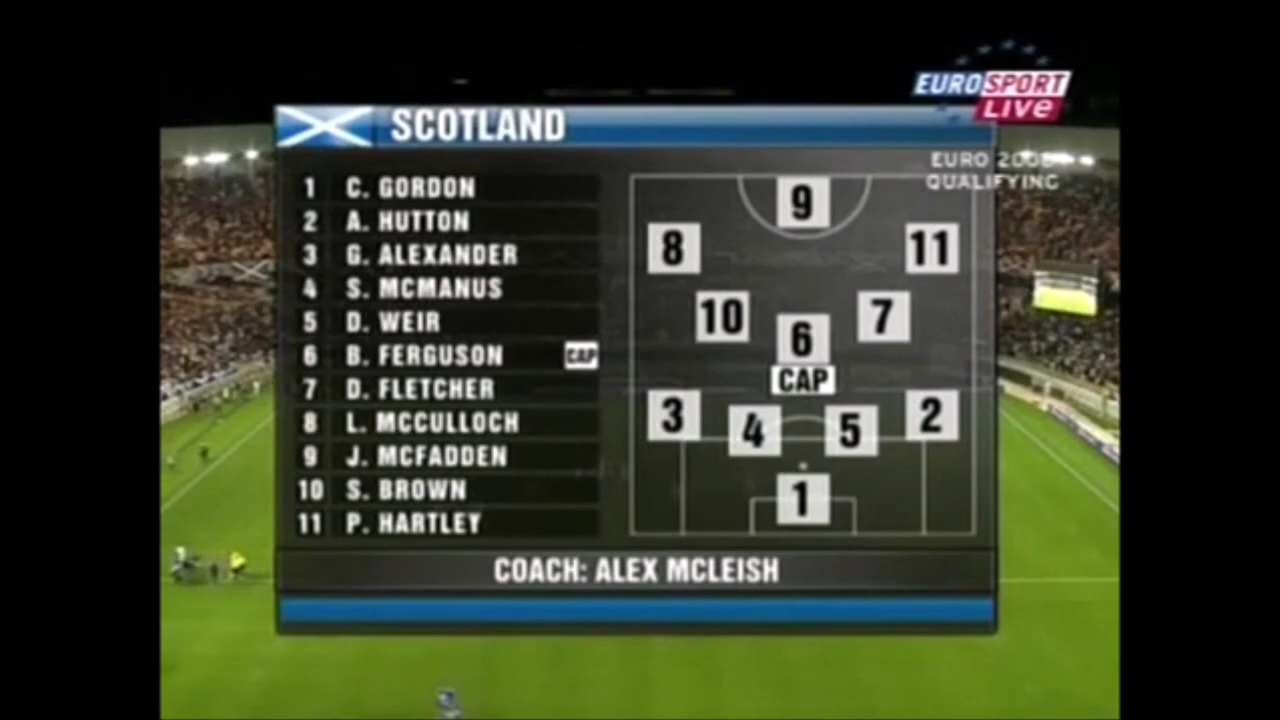 EUROSPORT
LIVE
SCOTLAND
EURO 2008
QUALIFYING
1 C. GORDON
2 A. HUTTON
3 G. ALEXANDER
4 S. MCMANUS
5 D. WEIR
6 B. FERGUSON CAP
7 D. FLETCHER
8 L. MCCULLOCH
9 J. MCFADDEN
10 S. BROWN
11 P. HARTLEY
9
8 11
10 7
6
CAP
3 4 5 2
1
COACH: ALEX MCLEISH